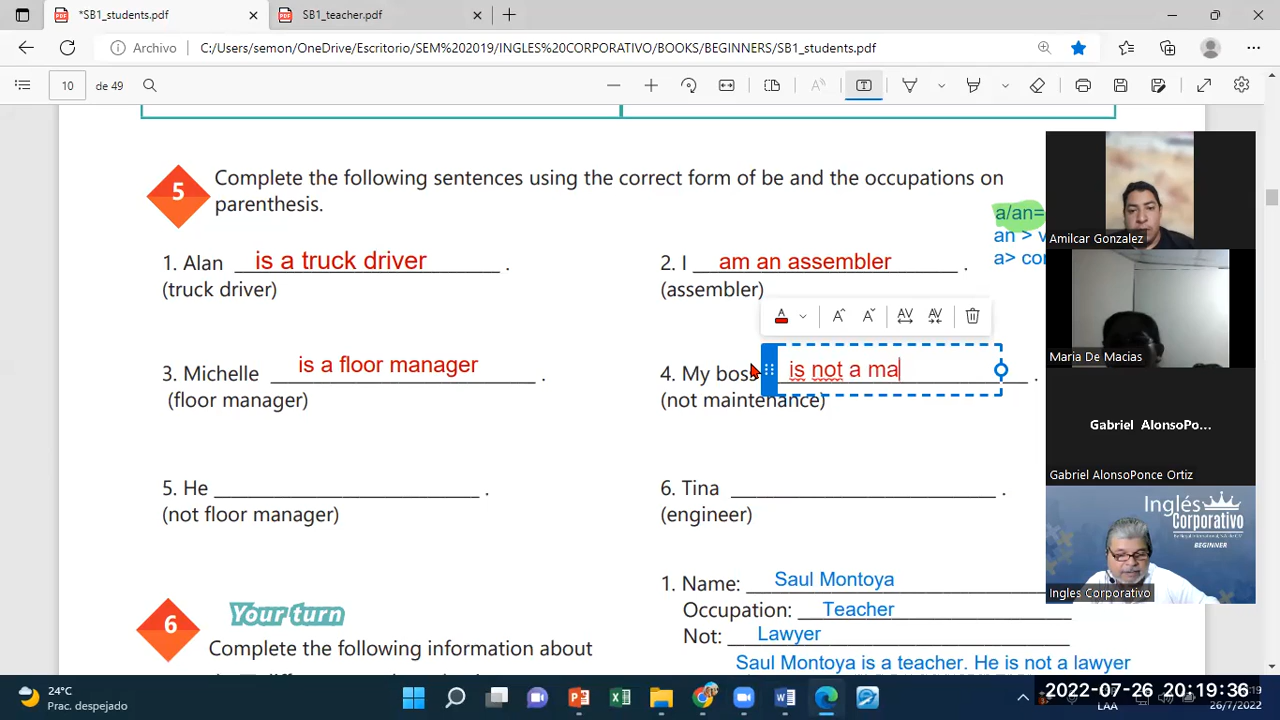 *SB1_students.pdf
SB1_teacher.pdf
Archivo
C:/Users/semon/OneDrive/Escritorio/SEM%202019/INGLES%20CORPORATIVO/BOOKS/BEGINNERS/SB1_students.pdf
10
de 49
5
Complete the following sentences using the correct form of be and the occupations on
parenthesis.
a/an=
an > v
a> cor
1. Alan is a truck driver .
(truck driver)
2. I am an assembler .
(assembler)
3. Michelle is a floor manager .
(floor manager)
4. My boss is not a ma .
(not maintenance)
5. He ____________________ .
(not floor manager)
6. Tina ____________________ .
(engineer)
6
Your turn
Complete the following information about
1. Name: Saul Montoya
Occupation: Teacher
Not: Lawyer
Saul Montoya is a teacher. He is not a lawyer
Amilcar Gonzalez
Maria De Macias
Gabriel AlonsoPo...
Gabriel AlonsoPonce Ortiz
Inglés
Corporativo
BEGINNER
Ingles Corporativo
24°C
Prac. despejado
LAA
26/7/2022
2022-07-26 20:19:36